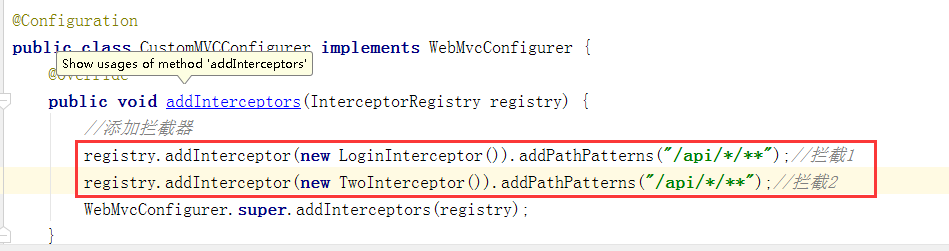 @Configuration
public class CustomMVCConfigurer implements WebMvcConfigurer {
Show usages of method 'addInterceptors'
@Override
public void addInterceptors(InterceptorRegistry registry) {
//添加拦截器
registry.addInterceptor(new LoginInterceptor()).addPathPatterns("/api/*/**");//拦截1
registry.addInterceptor(new TwoInterceptor()).addPathPatterns("/api/*/**");//拦截2
WebMvcConfigurer.super.addInterceptors(registry);
}